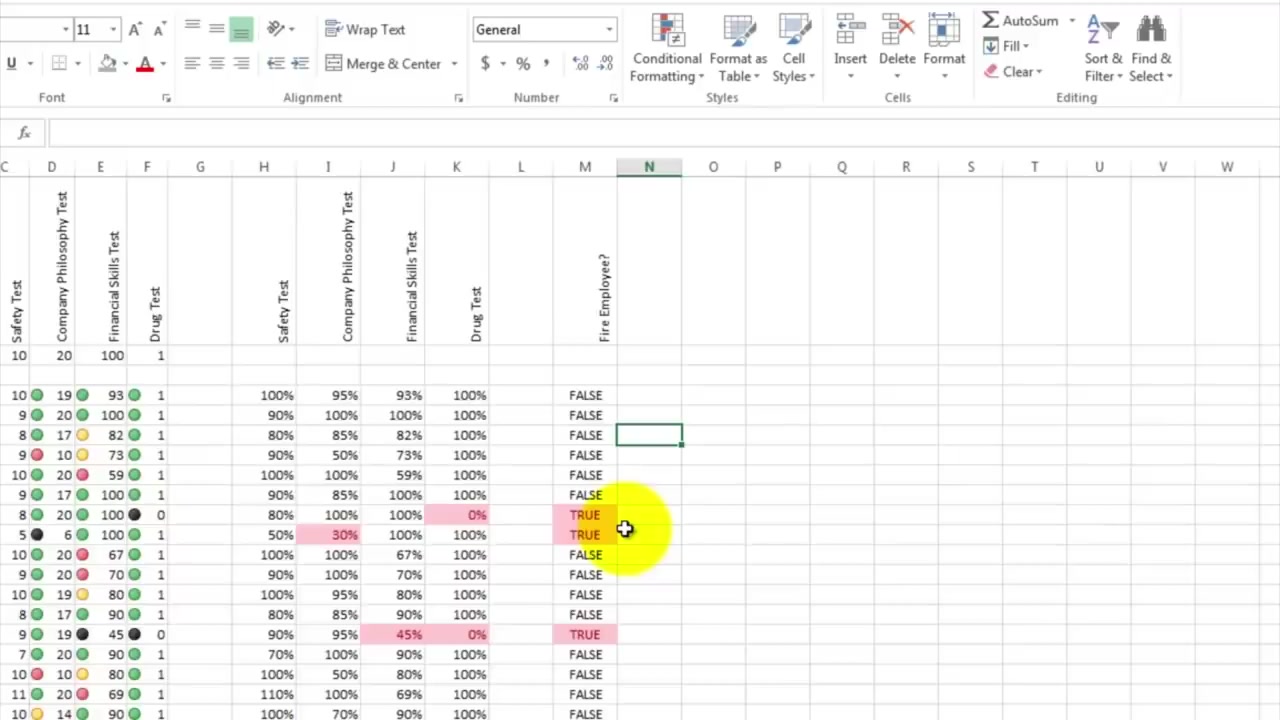 11 A A Wrap Text General Conditional Format as Cell Insert Delete Format AutoSum Sort & Find &
U A Merge & Center $ % , .00 .00 Formatting Table Styles Fill Filter Select
Clear
Font Alignment Number Styles Cells Editing
fx
C D E F G H I J K L M N O P Q R S T U V W
Safety Test Company Philosophy Test Financial Skills Test Drug Test Safety Test Company Philosophy Test Financial Skills Test Drug Test Fire Employee?
10 20 100 1
10 19 93 1 100% 95% 93% 100% FALSE
9 20 100 1 90% 100% 100% 100% FALSE
8 17 82 1 80% 85% 82% 100% FALSE
9 10 73 1 90% 50% 73% 100% FALSE
10 20 59 1 100% 100% 59% 100% FALSE
9 17 100 1 90% 85% 100% 100% FALSE
8 20 100 0 80% 100% 100% 0% TRUE
5 6 100 1 50% 30% 100% 100% TRUE
10 20 67 1 100% 100% 67% 100% FALSE
9 20 70 1 90% 100% 70% 100% FALSE
10 19 80 1 100% 95% 80% 100% FALSE
8 17 90 1 80% 85% 90% 100% FALSE
9 19 45 0 90% 95% 45% 0% TRUE
7 20 90 1 70% 100% 90% 100% FALSE
10 10 80 1 100% 50% 80% 100% FALSE
11 20 69 1 110% 100% 69% 100% FALSE
10 14 90 1 100% 70% 90% 100% FALSE